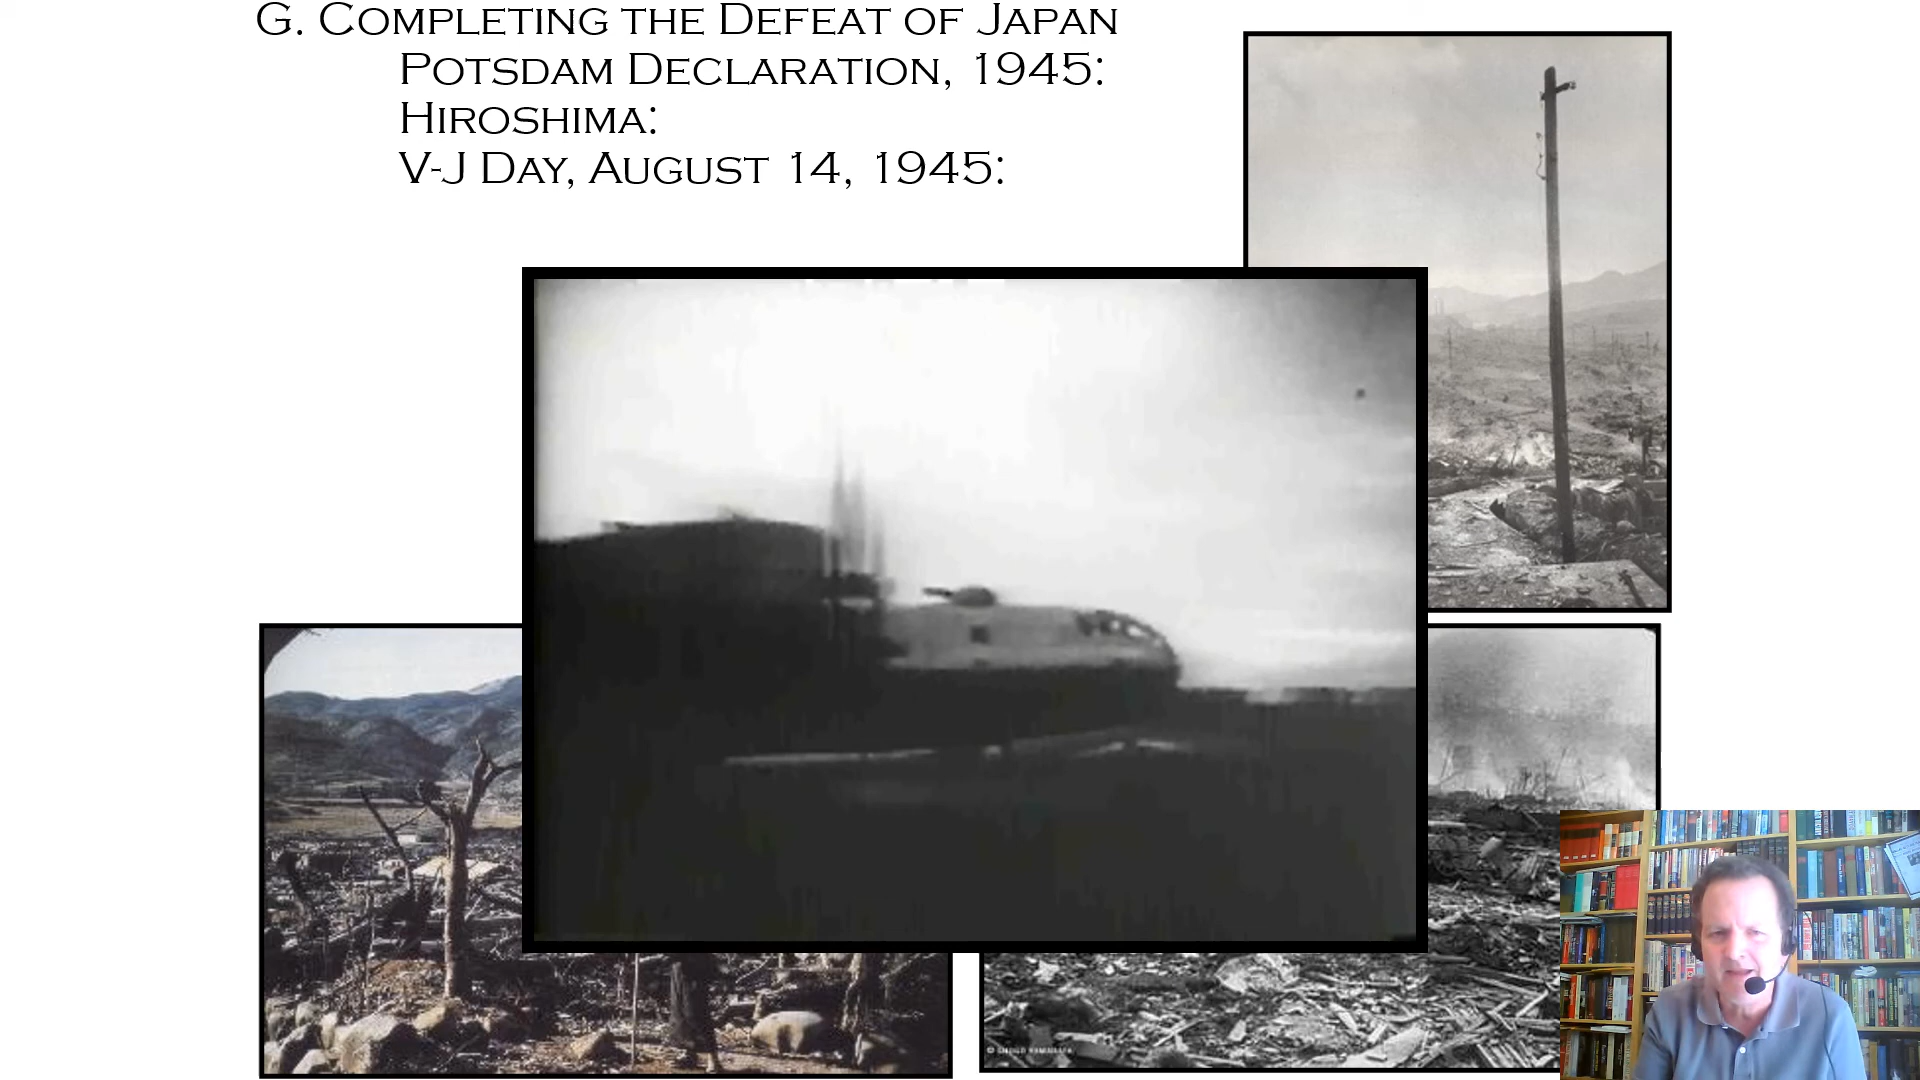 G. Completing the Defeat of Japan
Potsdam Declaration, 1945:
Hiroshima:
V-J Day, August 14, 1945: